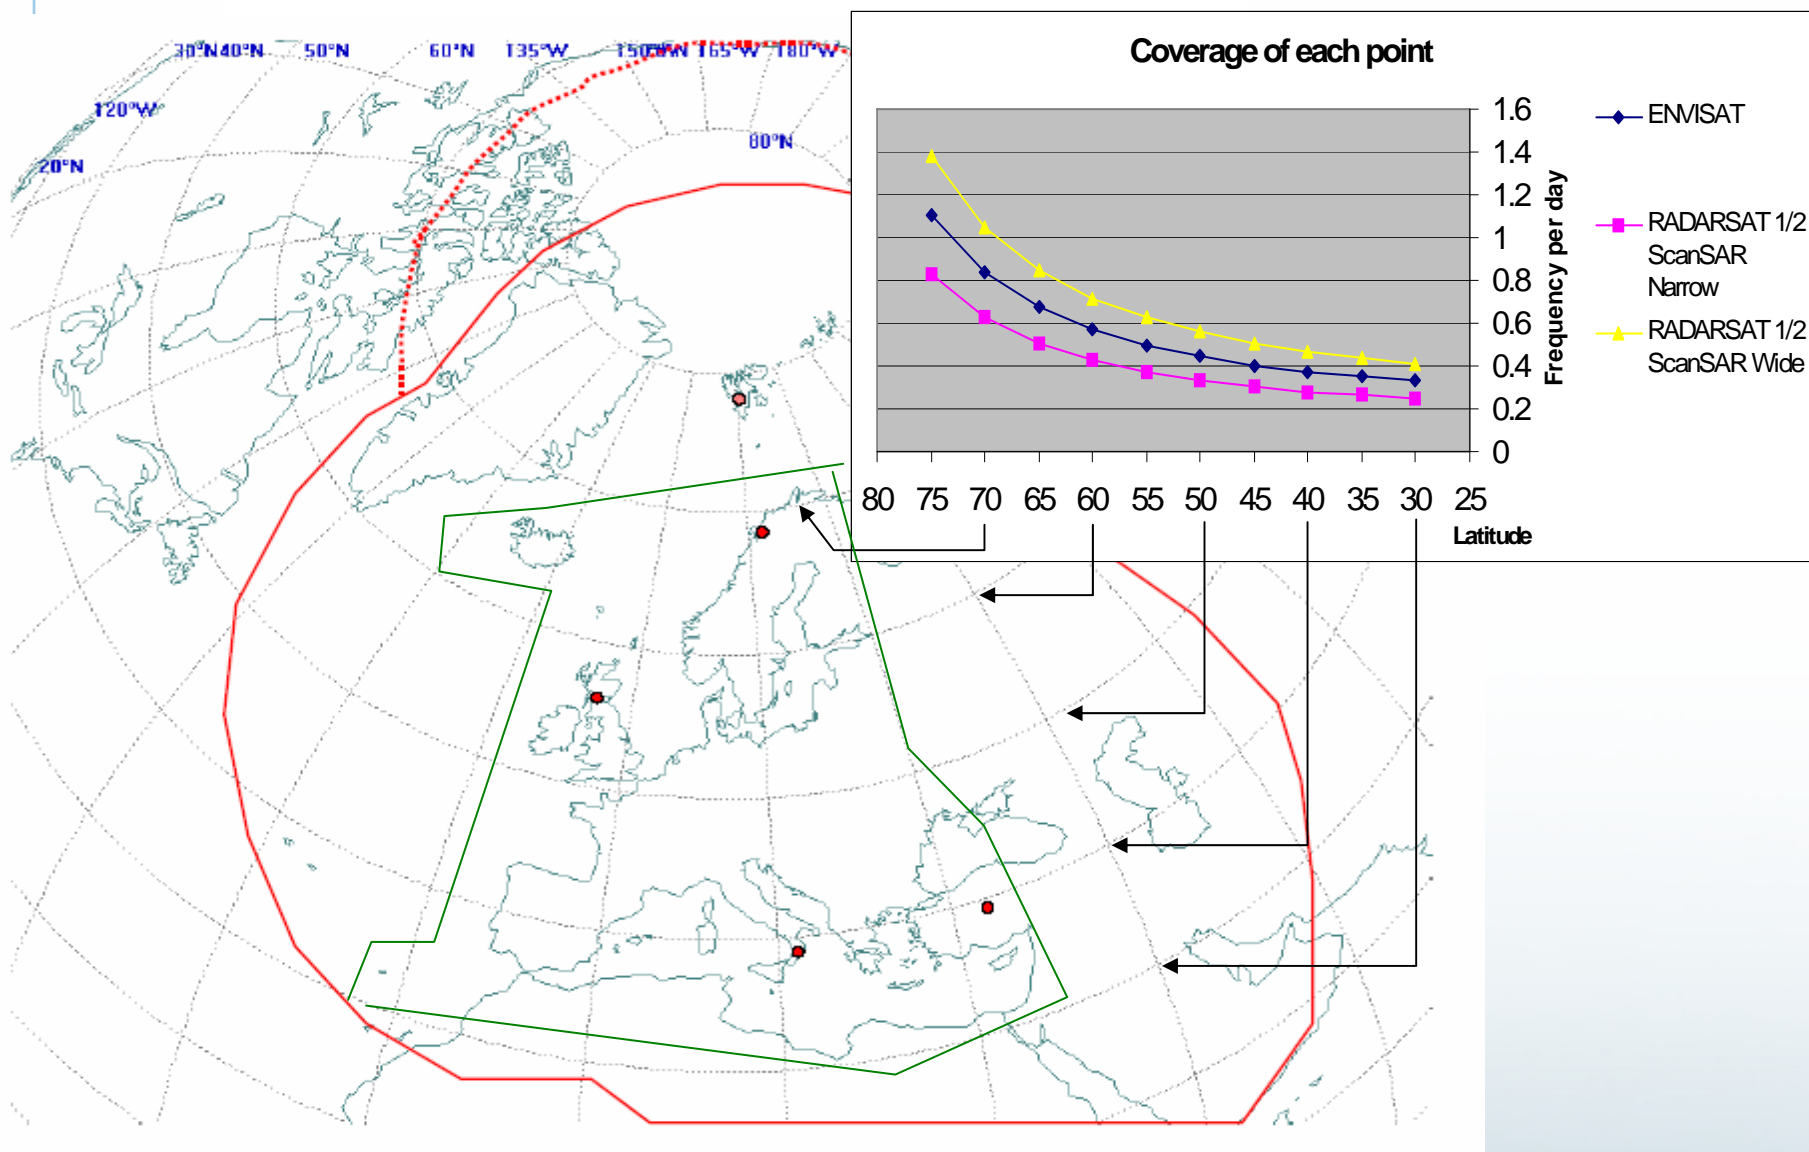 30°N 40°N 50°N 60°N 135°W 150°W 165°W 180°W
120°W
20°N
80°N
Coverage of each point
1.6
1.4
1.2
1
0.8
0.6
0.4
0.2
0
Frequency per day
80 75 70 65 60 55 50 45 40 35 30 25
Latitude
ENVISAT
RADARSAT 1/2
ScanSAR
Narrow
RADARSAT 1/2
ScanSAR Wide